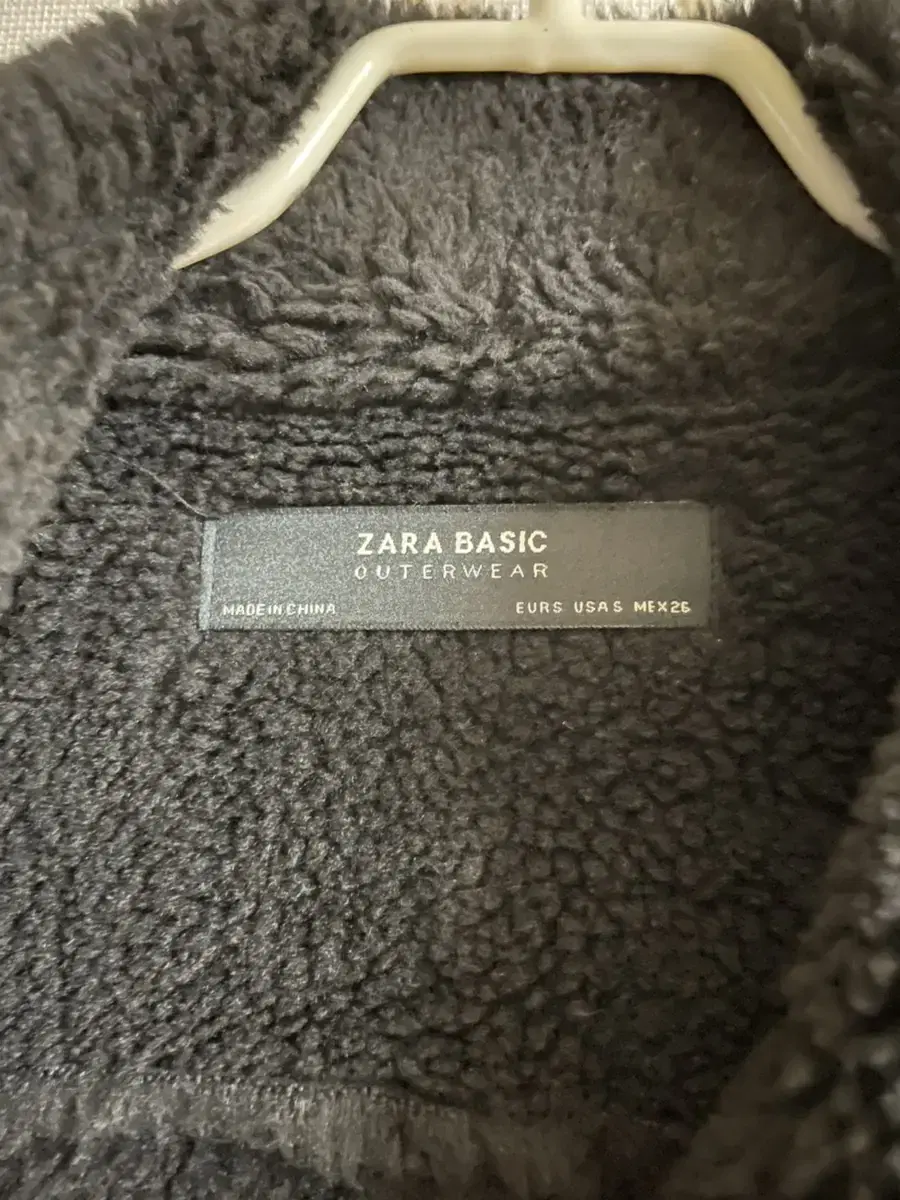 ZARA BASIC
OUTERWEAR
MADE IN CHINA EUR S USA S MEX 26